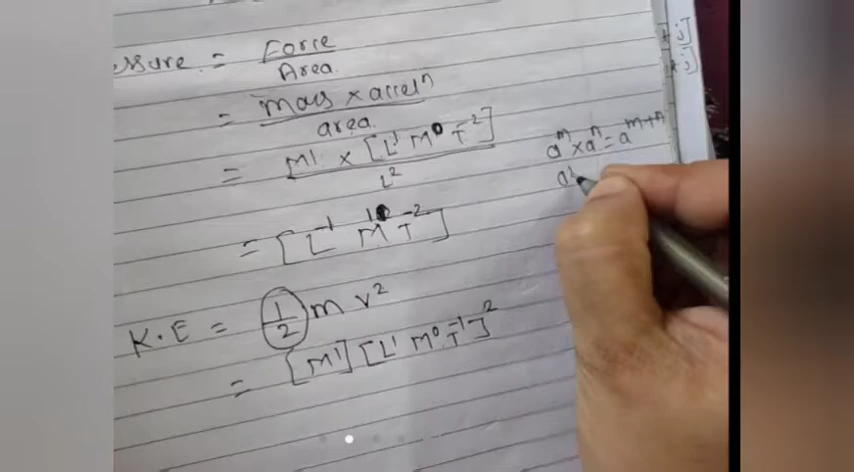 ssure = Force / Area
= mass × accelⁿ / area
= M¹ × [L¹ M⁰ T⁻²] / L²
= [L⁻¹ M¹ T⁻²]
K.E = 1/2 m v²
= [M¹] [L¹ M⁰ T⁻¹]²
aᵐ × aⁿ = aᵐ⁺ⁿ
a²